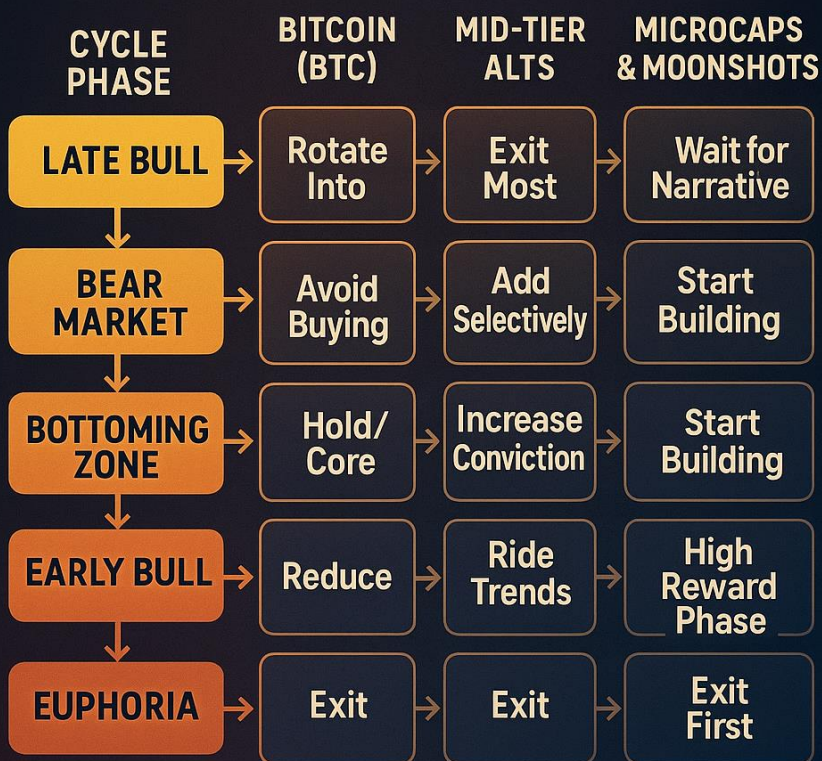 CYCLE
PHASE
BITCOIN
(BTC)
MID-TIER
ALTS
MICROCAPS
& MOONSHOTS
LATE BULL
Rotate
Into
Exit
Most
Wait for
Narrative
BEAR
MARKET
Avoid
Buying
Add
Selectively
Start
Building
BOTTOMING
ZONE
Hold/
Core
Increase
Conviction
Start
Building
EARLY BULL
Reduce
Ride
Trends
High
Reward
Phase
EUPHORIA
Exit
Exit
Exit
First